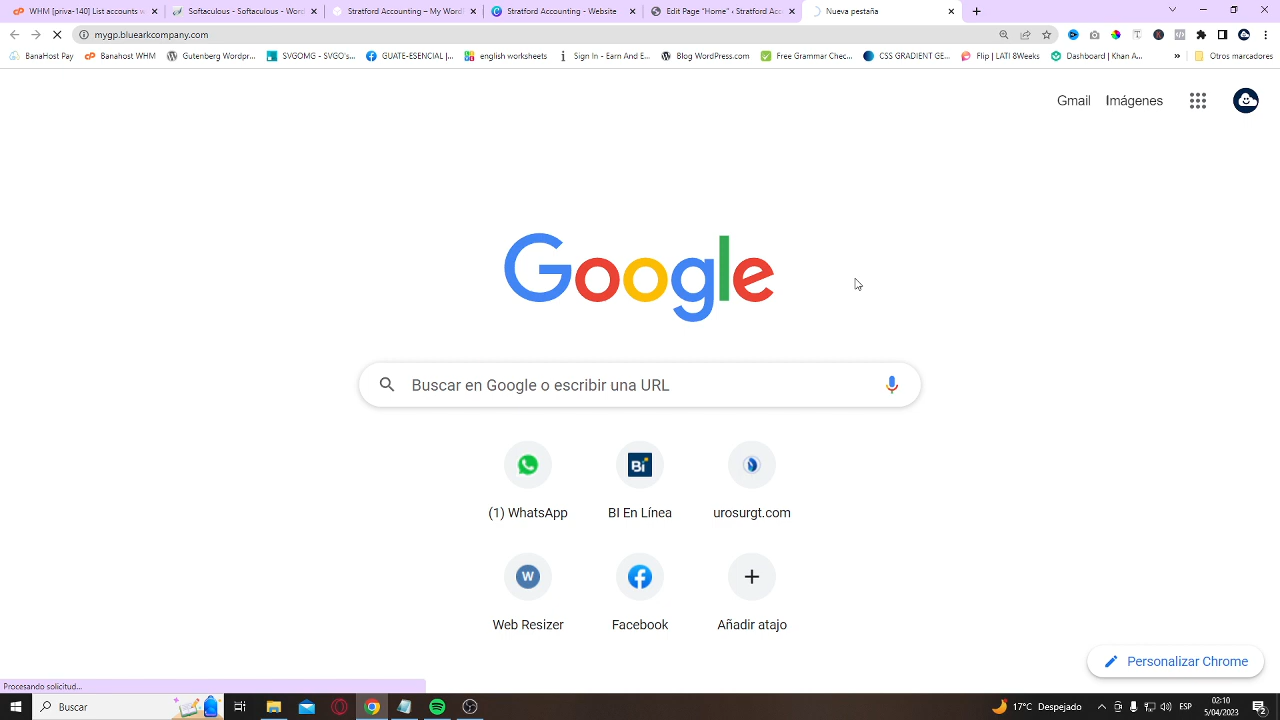 WHM [priva-140] List accounts w
Softaculous - Softaculous - Word
Stratford Accounting – My Word
Stratford Accounting - Website
Edit Page "Home" ‹ Stratford Acc
Nueva pestaña
mygp.bluearkcompany.com
BanaHost Pay
Banahost WHM
Gutenberg Wordpr...
SVGOMG - SVGO's...
GUATE-ESENCIAL |...
english worksheets
Sign In - Earn And E...
Blog WordPress.com
Free Grammar Chec...
CSS GRADIENT GE...
Flip | LATI 8Weeks
Dashboard | Khan A...
»
Otros marcadores
Gmail
Imágenes
Google
Buscar en Google o escribir una URL
(1) WhatsApp
BI En Línea
urosurgt.com
Web Resizer
Facebook
Añadir atajo
Personalizar Chrome
Procesando solicitud...
Buscar
17°C Despejado
ESP
02:10
5/04/2023